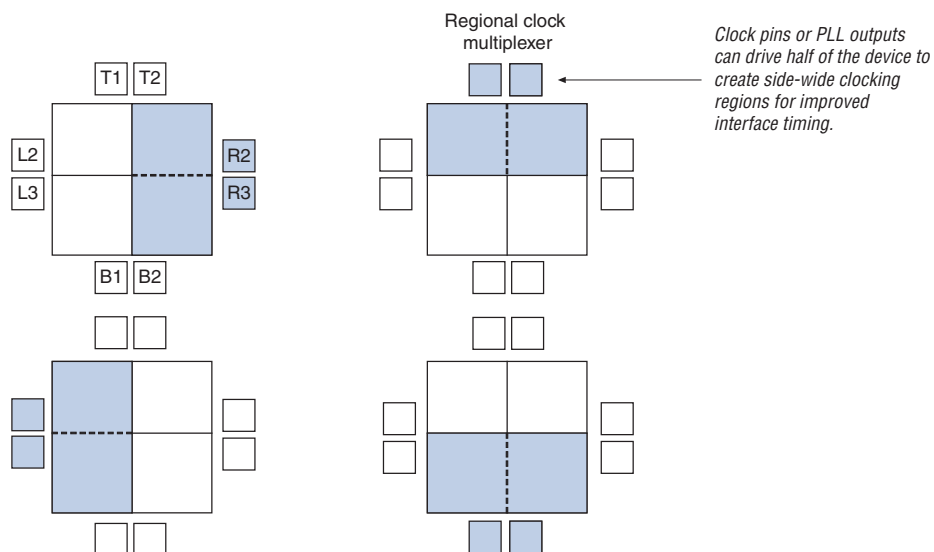 Regional clock
multiplexer
Clock pins or PLL outputs
can drive half of the device to
create side-wide clocking
regions for improved
interface timing.
T1 T2
L2
R2
L3
R3
B1 B2